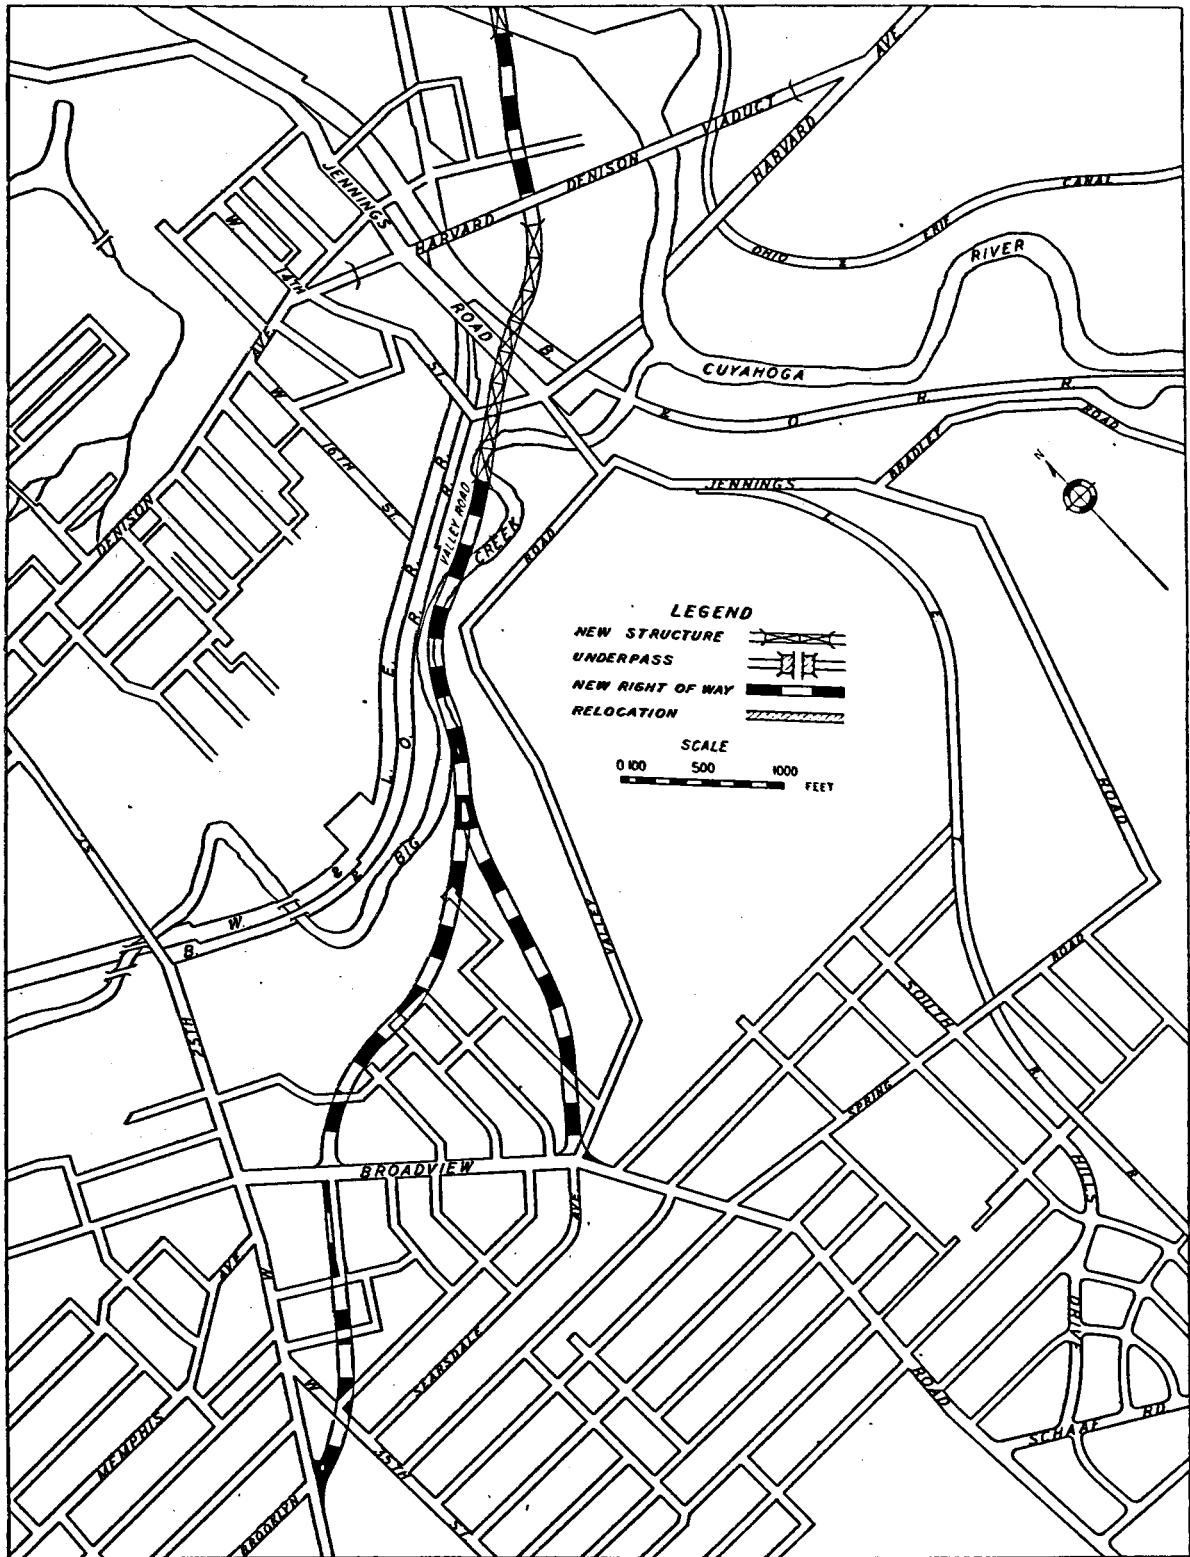 AVE
VIADUCT
HARVARD
DENISON
HARVARD
JENNINGS
ROAD
W
14TH
ST.
AVE
DENISON
W
16TH
ST.
CANAL
ERIE
&
OHIO
RIVER
CUYAHOGA
B.
&
O.
R.
R.
BRADLEY
ROAD
N
JENNINGS
ROAD
VALLEY ROAD
CREEK
ROAD
R.
R.
R.
R.
E.
O.
L.
&
&
W.
B.
BIG
LEGEND
NEW STRUCTURE
UNDERPASS
NEW RIGHT OF WAY
RELOCATION
SCALE
0 100 500 1000
FEET
VALLEY
ROAD
SPRING
SOUTH
HILLS
DRIVE
R.
R.
25TH
BROADVIEW
ROAD
AVE
SEARSDALE
AVE
W
W
25TH
ST.
MEMPHIS
BROOKLYN
SCHAAF RD.